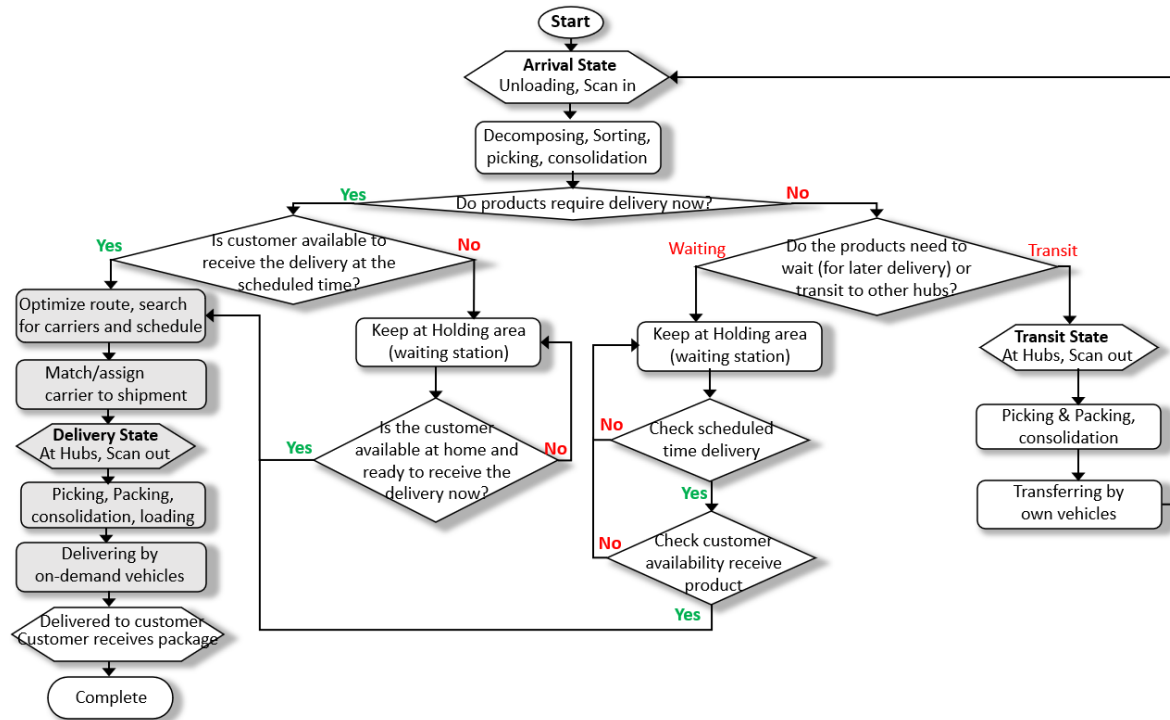 Start
Arrival State
Unloading, Scan in
Decomposing, Sorting,
picking, consolidation
Yes
Do products require delivery now?
No
Yes
Is customer available to
receive the delivery at the
scheduled time?
No
Waiting
Do the products need to
wait (for later delivery) or
transit to other hubs?
Transit
Optimize route, search
for carriers and schedule
Keep at Holding area
(waiting station)
Keep at Holding area
(waiting station)
Transit State
At Hubs, Scan out
Match/assign
carrier to shipment
Delivery State
At Hubs, Scan out
Yes
Is the customer
available at home and
ready to receive the
delivery now?
No
No
Check scheduled
time delivery
Yes
Picking & Packing,
consolidation
Picking, Packing,
consolidation, loading
Transferring by
own vehicles
Delivering by
on-demand vehicles
No
Check customer
availability receive
product
Yes
Delivered to customer
Customer receives package
Complete